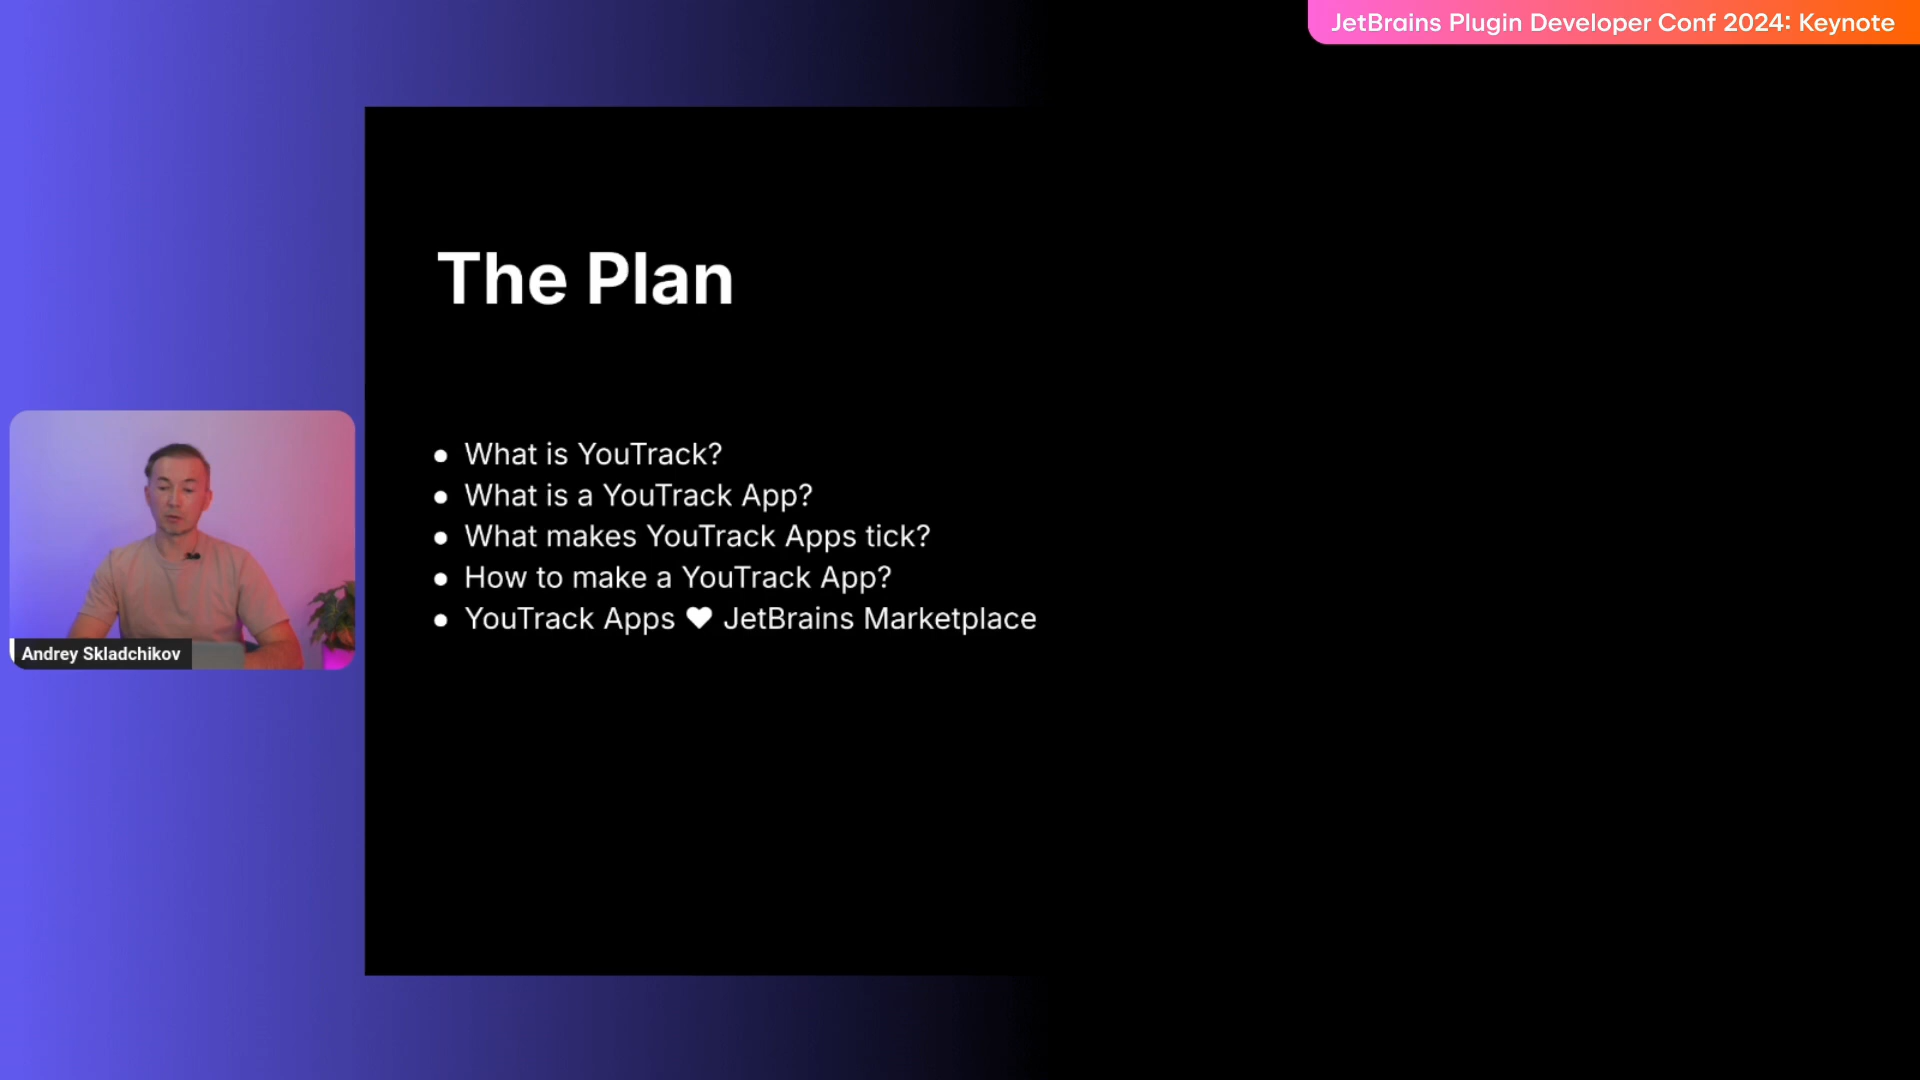 JetBrains Plugin Developer Conf 2024: Keynote
The Plan
● What is YouTrack?
● What is a YouTrack App?
● What makes YouTrack Apps tick?
● How to make a YouTrack App?
● YouTrack Apps ♥ JetBrains Marketplace
Andrey Skladchikov